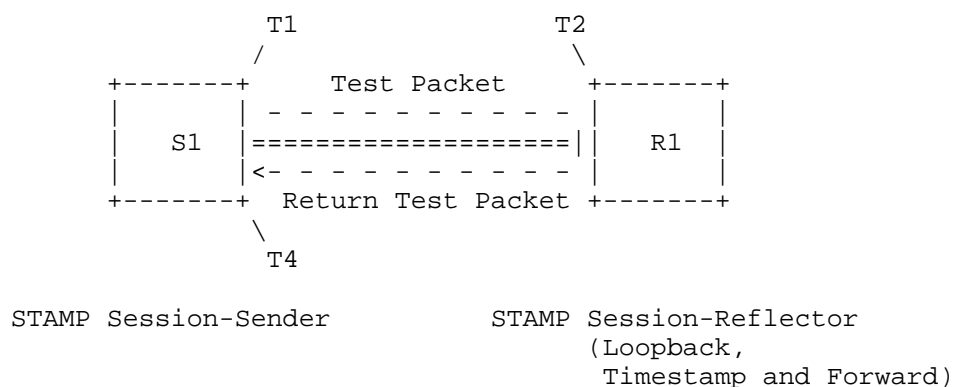 T1 T2
Test Packet
S1 R1
Return Test Packet
T4
STAMP Session-Sender STAMP Session-Reflector
(Loopback,
Timestamp and Forward)